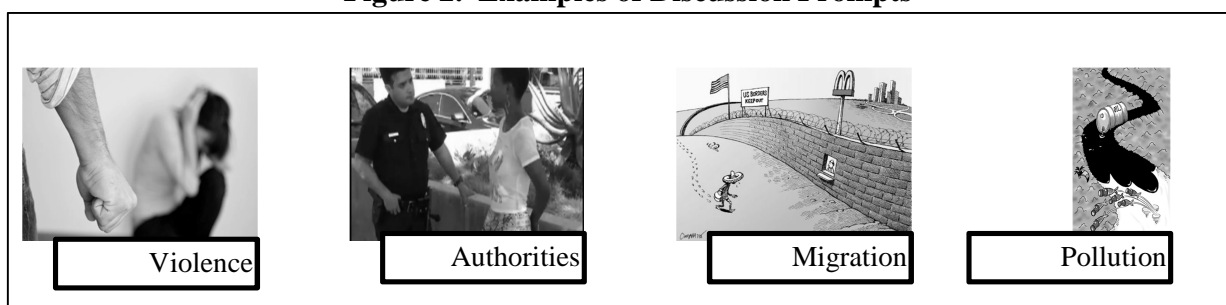 Figure 2. Examples of Discussion Prompts
US BORDERS
KEEP OUT
Violence
Authorities
Migration
Pollution